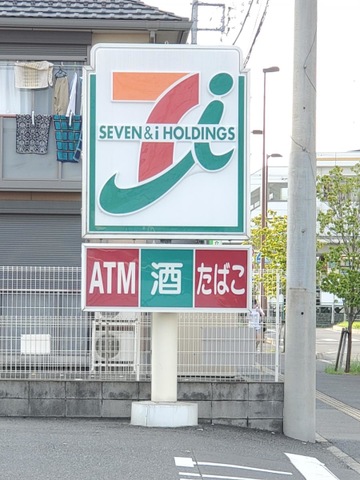 SEVEN & i HOLDINGS
ATM 酒 たばこ